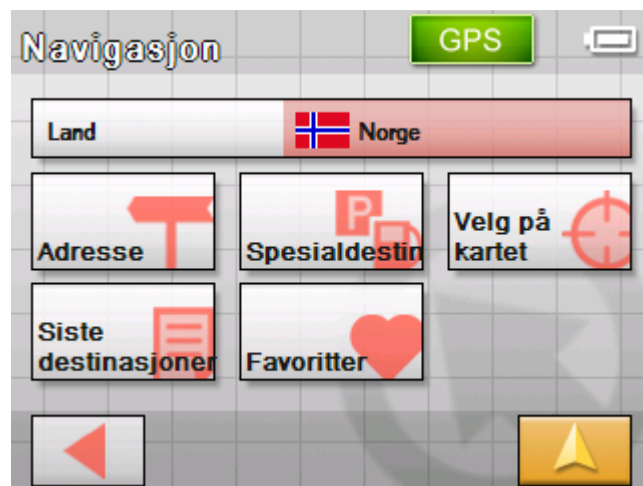 Navigasjon
GPS
Land
Norge
Adresse
P
Spesialdestin
Velg på
kartet
Siste
destinasjoner
Favoritter